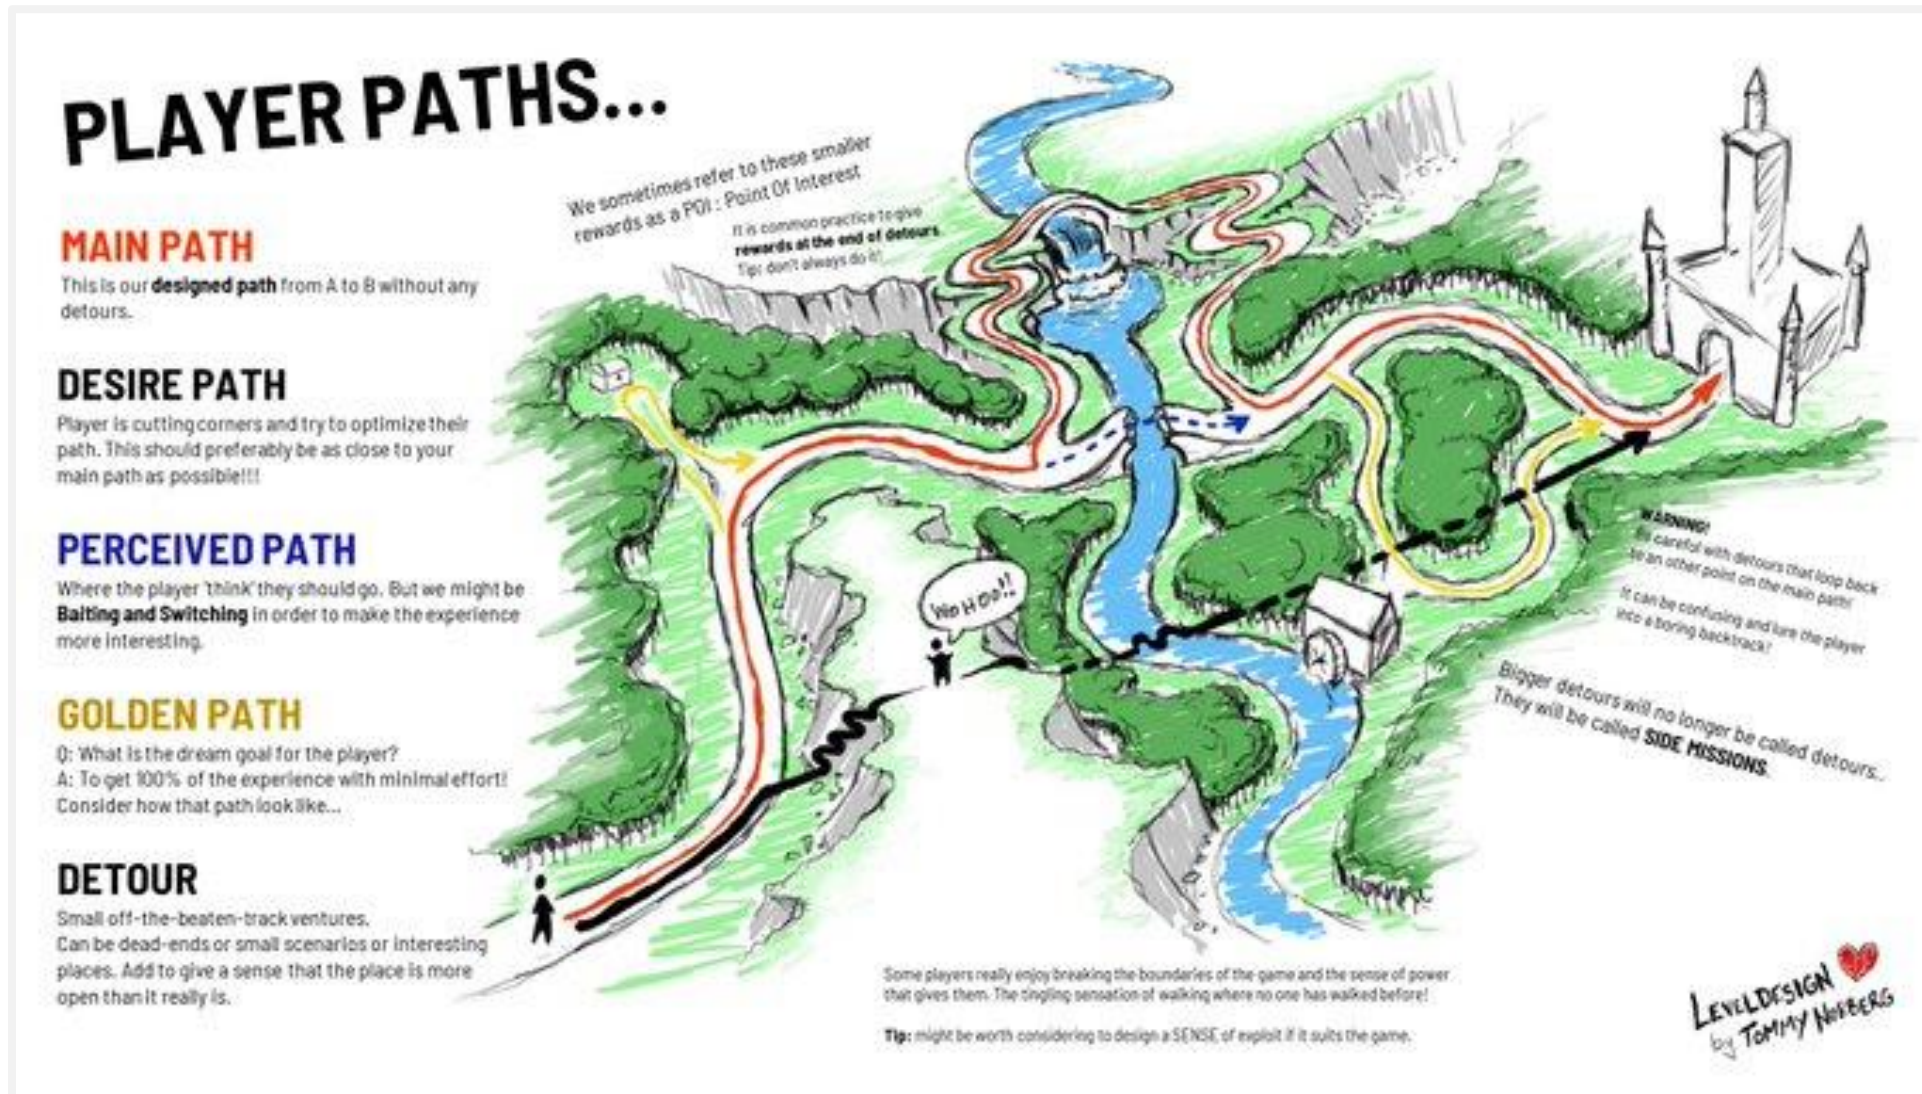 PLAYER PATHS...
MAIN PATH
This is our designed path from A to B without any
detours.
DESIRE PATH
Player is cutting corners and try to optimize their
path. This should preferably be as close to your
main path as possible!!!
PERCEIVED PATH
Where the player 'think' they should go. But we might be
Baiting and Switching in order to make the experience
more interesting.
GOLDEN PATH
Q: What is the dream goal for the player?
A: To get 100% of the experience with minimal effort!
Consider how that path look like...
DETOUR
Small off-the-beaten-track ventures.
Can be dead-ends or small scenarios or interesting
places. Add to give a sense that the place is more
open than it really is.
We sometimes refer to these smaller
rewards as a POI : Point Of Interest
It is common practice to give
rewards at the end of detours
Tip: don't always do it!
WOHOO!!
WARNING!
Be careful with detours that loop back
to an other point on the main path!
It can be confusing and lure the player
into a boring backtrack!
Bigger detours will no longer be called detours..
They will be called SIDE MISSIONS.
Some players really enjoy breaking the boundaries of the game and the sense of power
that gives them. The tingling sensation of walking where no one has walked before!
Tip: might be worth considering to design a SENSE of exploit if it suits the game.
LEVELDESIGN
by TOMMY NORBERG